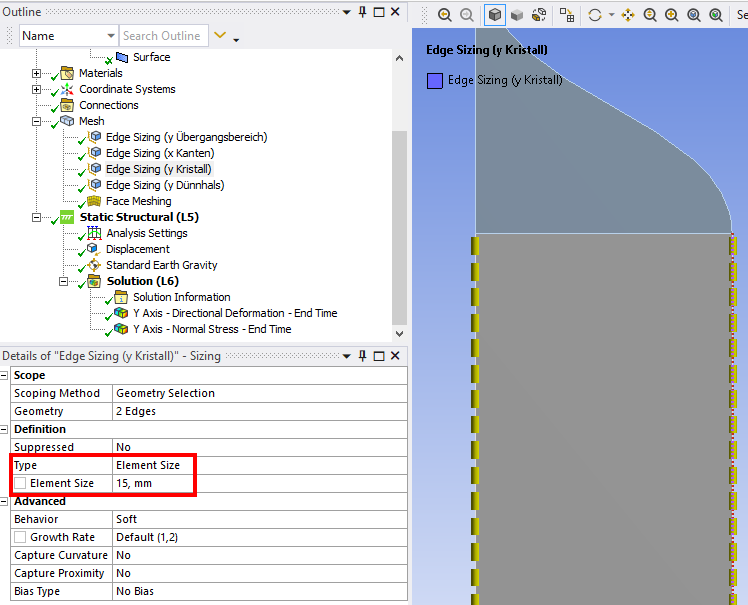 Outline
Name Search Outline
Surface
Materials
Coordinate Systems
Connections
Mesh
Edge Sizing (y Übergangsbereich)
Edge Sizing (x Kanten)
Edge Sizing (y Kristall)
Edge Sizing (y Dünnhals)
Face Meshing
Static Structural (L5)
Analysis Settings
Displacement
Standard Earth Gravity
Solution (L6)
Solution Information
Y Axis - Directional Deformation - End Time
Y Axis - Normal Stress - End Time
Details of "Edge Sizing (y Kristall)" - Sizing
Scope
Scoping Method Geometry Selection
Geometry 2 Edges
Definition
Suppressed No
Type Element Size
Element Size 15, mm
Advanced
Behavior Soft
Growth Rate Default (1,2)
Capture Curvature No
Capture Proximity No
Bias Type No Bias
Se
Edge Sizing (y Kristall)
Edge Sizing (y Kristall)